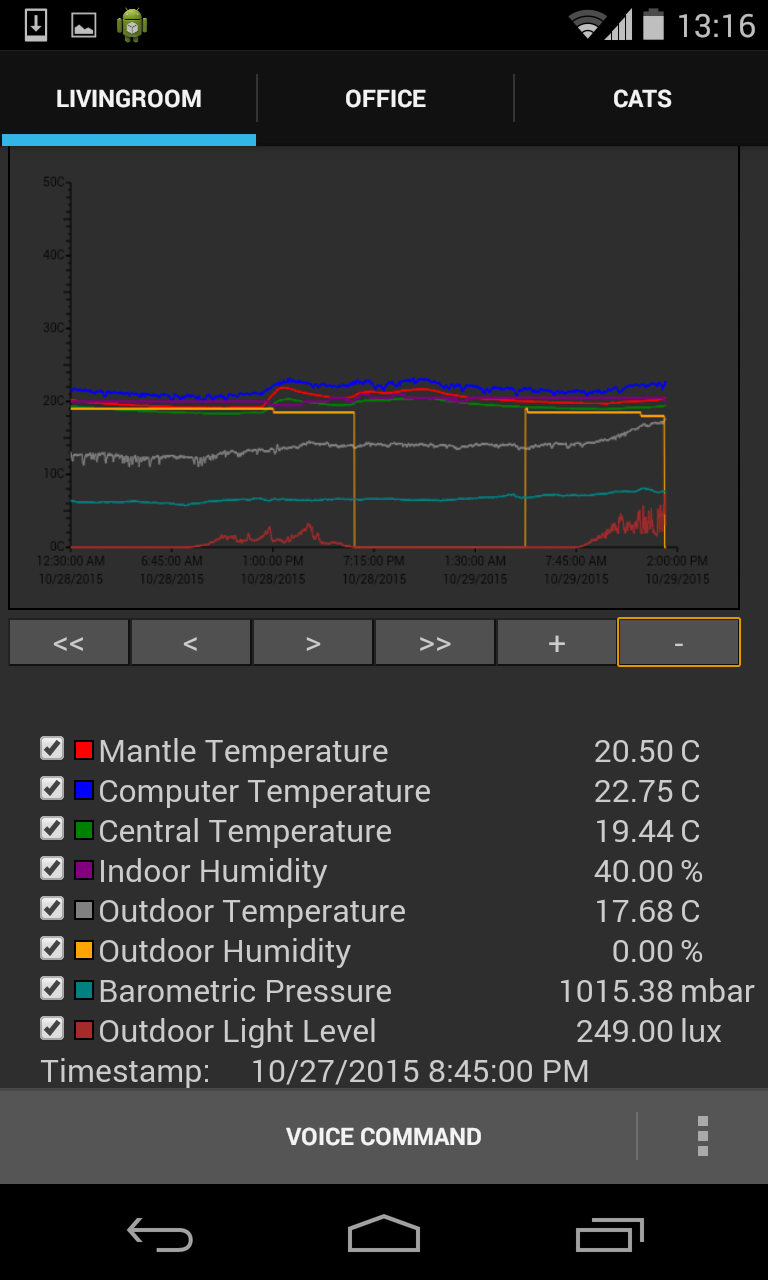 13:16
LIVINGROOM OFFICE CATS
50C
40C
30C
20C
10C
0C
12:30:00 AM 6:45:00 AM 1:00:00 PM 7:15:00 PM 1:30:00 AM 7:45:00 AM 2:00:00 PM
10/28/2015 10/28/2015 10/28/2015 10/28/2015 10/29/2015 10/29/2015 10/29/2015
<< < > >> + -
Mantle Temperature 20.50 C
Computer Temperature 22.75 C
Central Temperature 19.44 C
Indoor Humidity 40.00 %
Outdoor Temperature 17.68 C
Outdoor Humidity 0.00 %
Barometric Pressure 1015.38 mbar
Outdoor Light Level 249.00 lux
Timestamp: 10/27/2015 8:45:00 PM
VOICE COMMAND